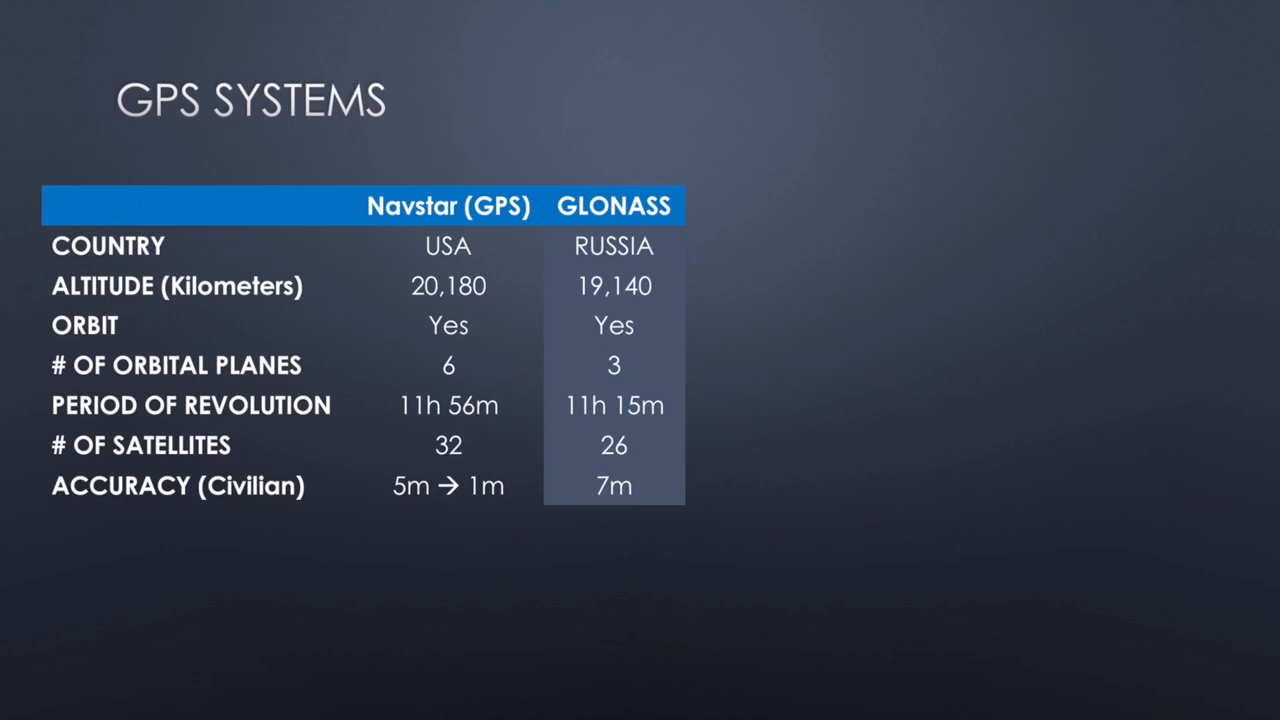 GPS SYSTEMS
Navstar (GPS) GLONASS
COUNTRY USA RUSSIA
ALTITUDE (Kilometers) 20,180 19,140
ORBIT Yes Yes
# OF ORBITAL PLANES 6 3
PERIOD OF REVOLUTION 11h 56m 11h 15m
# OF SATELLITES 32 26
ACCURACY (Civilian) 5m → 1m 7m